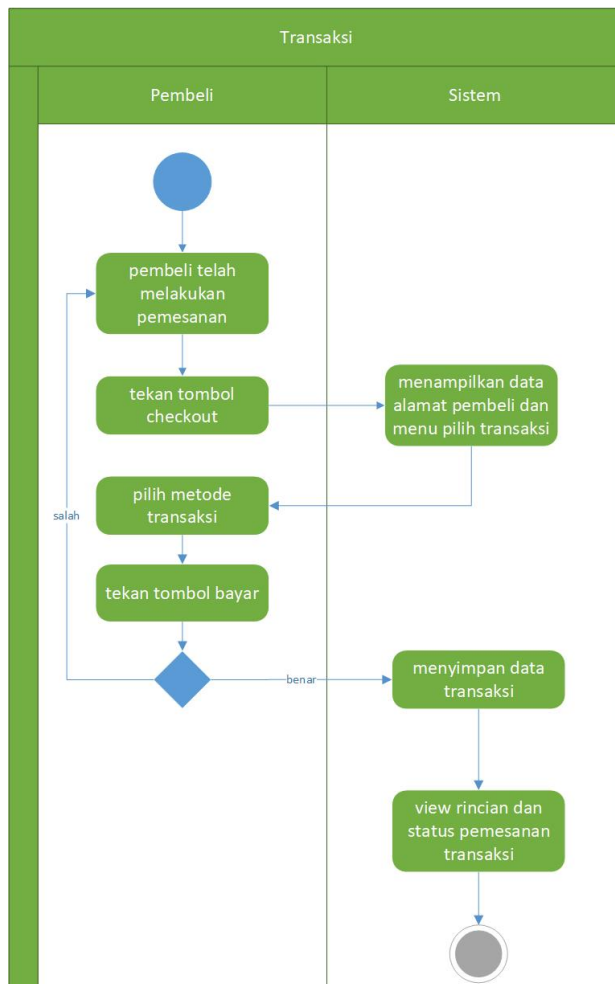 Transaksi
Pembeli
Sistem
pembeli telah
melakukan
pemesanan
tekan tombol
checkout
menampilkan data
alamat pembeli dan
menu pilih transaksi
pilih metode
transaksi
salah
tekan tombol bayar
benar
menyimpan data
transaksi
view rincian dan
status pemesanan
transaksi